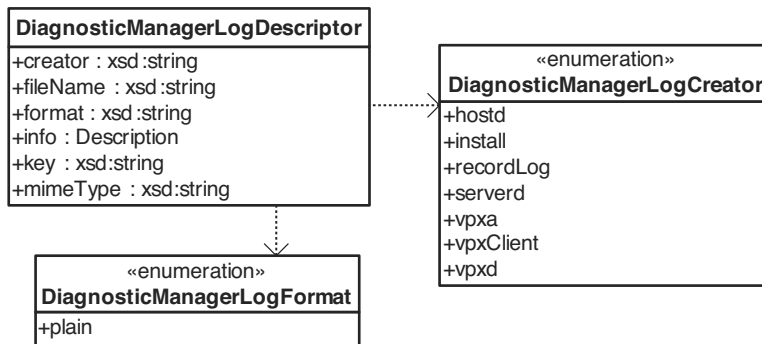 DiagnosticManagerLogDescriptor
+creator : xsd:string
+fileName : xsd:string
+format : xsd:string
+info : Description
+key : xsd:string
+mimeType : xsd:string
«enumeration»
DiagnosticManagerLogCreator
+hostd
+install
+recordLog
+serverd
+vpxa
+vpxClient
+vpxd
«enumeration»
DiagnosticManagerLogFormat
+plain